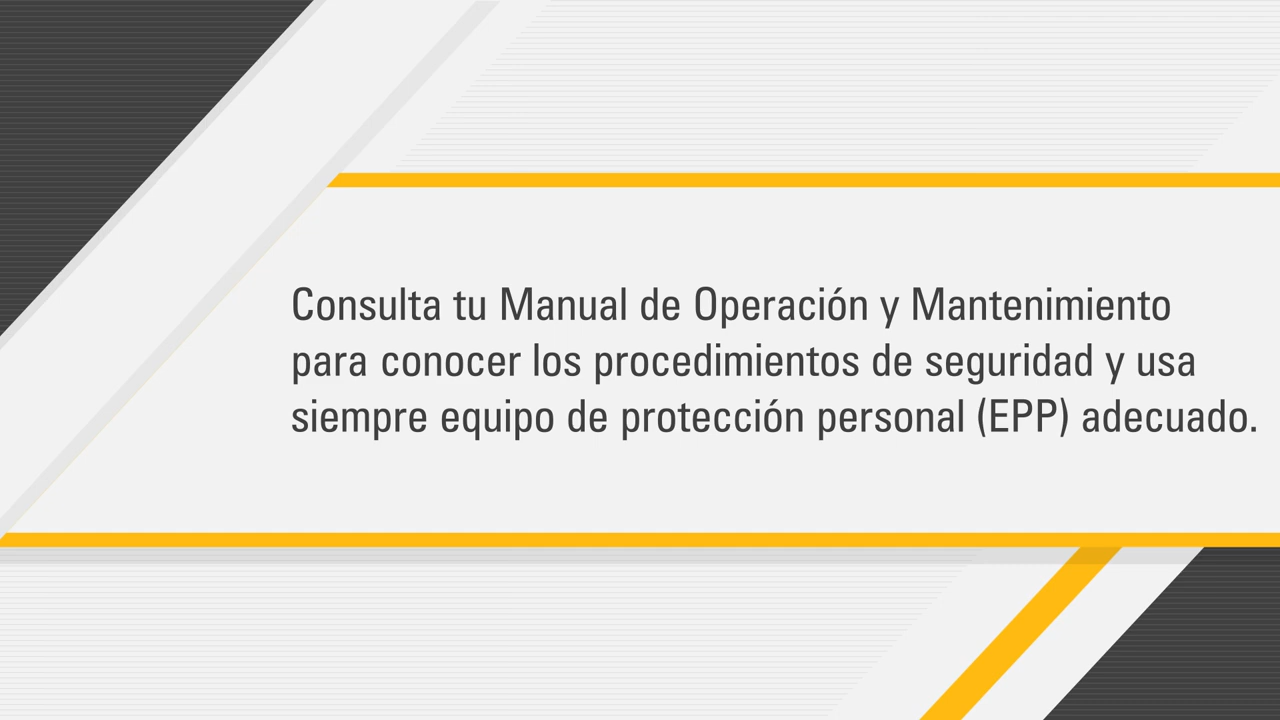 Consulta tu Manual de Operación y Mantenimiento
para conocer los procedimientos de seguridad y usa
siempre equipo de protección personal (EPP) adecuado.